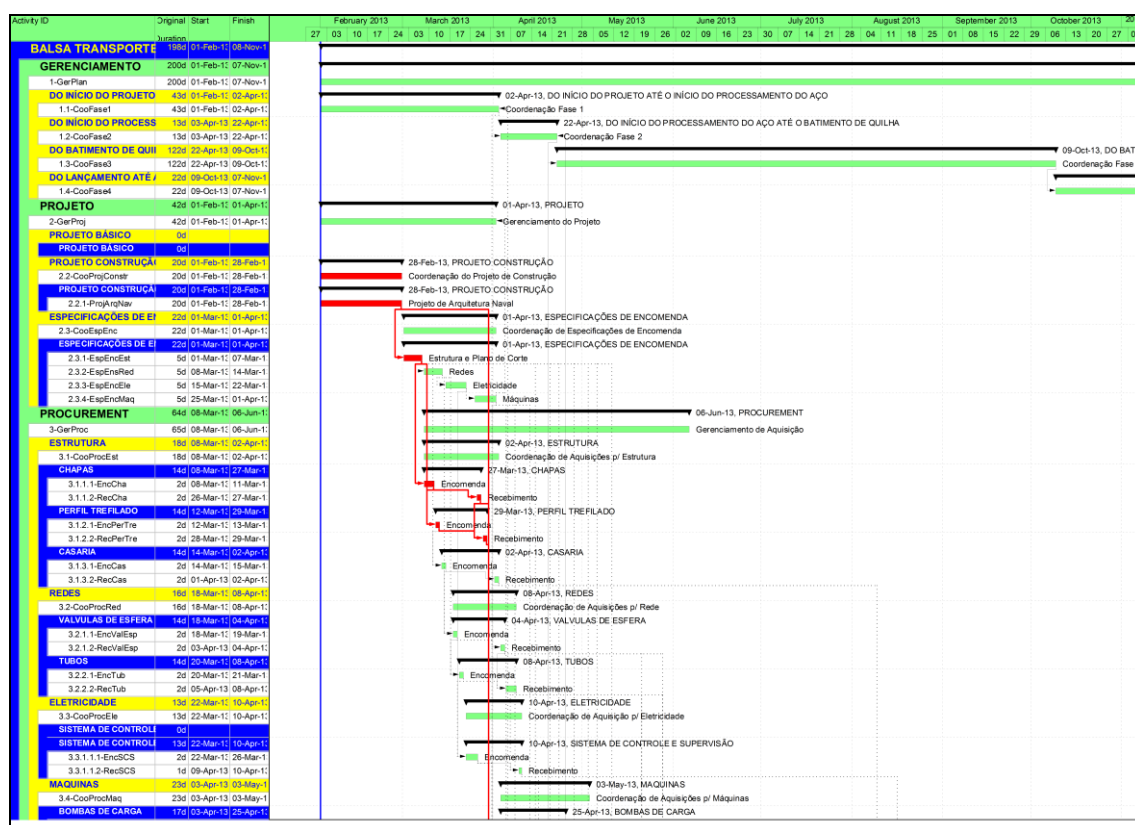 Activity ID Original Duration Start Finish February 2013 March 2013 April 2013 May 2013 June 2013 July 2013 August 2013 September 2013 October 2013
27 03 10 17 24 03 10 17 24 31 07 14 21 28 05 12 19 26 02 09 16 23 30 07 14 21 28 04 11 18 25 01 08 15 22 29 06 13 20 27
BALSA TRANSPORTE 198d 01-Feb-13 08-Nov-1
GERENCIAMENTO 200d 01-Feb-13 07-Nov-1
1-GerPlan 200d 01-Feb-13 07-Nov-1
DO INÍCIO DO PROJETO 43d 01-Feb-13 02-Apr-13 02-Apr-13, DO INÍCIO DO PROJETO ATÉ O INÍCIO DO PROCESSAMENTO DO AÇO
1.1-CooFase1 43d 01-Feb-13 02-Apr-13 Coordenação Fase 1
DO INÍCIO DO PROCESS 13d 03-Apr-13 22-Apr-13 22-Apr-13, DO INÍCIO DO PROCESSAMENTO DO AÇO ATÉ O BATIMENTO DE QUILHA
1.2-CooFase2 13d 03-Apr-13 22-Apr-13 Coordenação Fase 2
DO BATIMENTO DE QUI 122d 22-Apr-13 09-Oct-13 09-Oct-13, DO BAT
1.3-CooFase3 122d 22-Apr-13 09-Oct-13 Coordenação Fase
DO LANÇAMENTO ATÉ 22d 09-Oct-13 07-Nov-1
1.4-CooFase4 22d 09-Oct-13 07-Nov-1
PROJETO 42d 01-Feb-13 01-Apr-13 01-Apr-13, PROJETO
2-GerProj 42d 01-Feb-13 01-Apr-13 Gerenciamento do Projeto
PROJETO BÁSICO 0d
PROJETO BÁSICO 0d
PROJETO CONSTRUÇÃ 20d 01-Feb-13 28-Feb-1 28-Feb-13, PROJETO CONSTRUÇÃO
2.2-CooProjConstr 20d 01-Feb-13 28-Feb-1 Coordenação do Projeto de Construção
PROJETO CONSTRUÇÃ 20d 01-Feb-13 28-Feb-1 28-Feb-13, PROJETO CONSTRUÇÃO
2.2.1-ProjArqNav 20d 01-Feb-13 28-Feb-1 Projeto de Arquitetura Naval
ESPECIFICAÇÕES DE EN 22d 01-Mar-13 01-Apr-13 01-Apr-13, ESPECIFICAÇÕES DE ENCOMENDA
2.3-CooEspEnc 22d 01-Mar-13 01-Apr-13 Coordenação de Especificações de Encomenda
ESPECIFICAÇÕES DE E 22d 01-Mar-13 01-Apr-13 01-Apr-13, ESPECIFICAÇÕES DE ENCOMENDA
2.3.1-EspEncEst 5d 01-Mar-13 07-Mar-1 Estrutura e Plano de Corte
2.3.2-EspEnsRed 5d 08-Mar-13 14-Mar-1 Redes
2.3.3-EspEncEle 5d 15-Mar-13 22-Mar-1 Eletricidade
2.3.4-EspEncMaq 5d 25-Mar-13 01-Apr-13 Máquinas
PROCUREMENT 64d 08-Mar-13 06-Jun-13 06-Jun-13, PROCUREMENT
3-GerProc 65d 08-Mar-13 06-Jun-13 Gerenciamento de Aquisição
ESTRUTURA 18d 08-Mar-13 02-Apr-13 02-Apr-13, ESTRUTURA
3.1-CooProcEst 18d 08-Mar-13 02-Apr-13 Coordenação de Aquisições p/ Estrutura
CHAPAS 14d 08-Mar-13 27-Mar-1 27-Mar-13, CHAPAS
3.1.1.1-EncCha 2d 08-Mar-13 11-Mar-1 Encomenda
3.1.1.2-RecCha 2d 26-Mar-13 27-Mar-1 Recebimento
PERFIL TREFILADO 14d 12-Mar-13 29-Mar-1 29-Mar-13, PERFIL TREFILADO
3.1.2.1-EncPerTre 2d 12-Mar-13 13-Mar-1 Encomenda
3.1.2.2-RecPerTre 2d 28-Mar-13 29-Mar-1 Recebimento
CASARIA 14d 14-Mar-13 02-Apr-13 02-Apr-13, CASARIA
3.1.3.1-EncCas 2d 14-Mar-13 15-Mar-1 Encomenda
3.1.3.2-RecCas 2d 01-Apr-13 02-Apr-13 Recebimento
REDES 16d 18-Mar-13 08-Apr-13 08-Apr-13, REDES
3.2-CooProcRed 16d 18-Mar-13 08-Apr-13 Coordenação de Aquisições p/ Rede
VALVULAS DE ESFERA 14d 18-Mar-13 04-Apr-13 04-Apr-13, VALVULAS DE ESFERA
3.2.1.1-EncValEsp 2d 18-Mar-13 19-Mar-1 Encomenda
3.2.1.2-RecValEsp 2d 03-Apr-13 04-Apr-13 Recebimento
TUBOS 14d 20-Mar-13 08-Apr-13 08-Apr-13, TUBOS
3.2.2.1-EncTub 2d 20-Mar-13 21-Mar-1 Encomenda
3.2.2.2-RecTub 2d 05-Apr-13 08-Apr-13 Recebimento
ELETRICIDADE 13d 22-Mar-13 10-Apr-13 10-Apr-13, ELETRICIDADE
3.3-CooProcEle 13d 22-Mar-13 10-Apr-13 Coordenação de Aquisição p/ Eletricidade
SISTEMA DE CONTROLE 0d
SISTEMA DE CONTROLE 13d 22-Mar-13 10-Apr-13 10-Apr-13, SISTEMA DE CONTROLE E SUPERVISÃO
3.3.1.1.1-EncSCS 2d 22-Mar-13 26-Mar-1 Encomenda
3.3.1.1.2-RecSCS 1d 09-Apr-13 10-Apr-13 Recebimento
MAQUINAS 23d 03-Apr-13 03-May-1 03-May-13, MAQUINAS
3.4-CooProcMaq 23d 03-Apr-13 03-May-1 Coordenação de Aquisições p/ Máquinas
BOMBAS DE CARGA 17d 03-Apr-13 25-Apr-13 25-Apr-13, BOMBAS DE CARGA